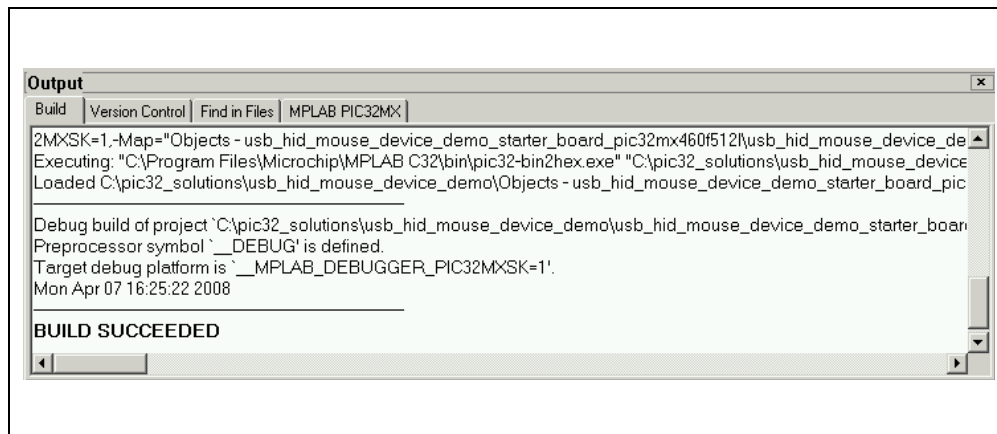 Output
Build Version Control Find in Files MPLAB PIC32MX
2MXSK=1,-Map="Objects - usb_hid_mouse_device_demo_starter_board_pic32mx460f512l\usb_hid_mouse_device_de
Executing: "C:\Program Files\Microchip\MPLAB C32\bin\pic32-bin2hex.exe" "C:\pic32_solutions\usb_hid_mouse_device
Loaded C:\pic32_solutions\usb_hid_mouse_device_demo\Objects - usb_hid_mouse_device_demo_starter_board_pic
Debug build of project `C:\pic32_solutions\usb_hid_mouse_device_demo\usb_hid_mouse_device_demo_starter_boar
Preprocessor symbol `__DEBUG' is defined.
Target debug platform is `__MPLAB_DEBUGGER_PIC32MXSK=1'.
Mon Apr 07 16:25:22 2008
BUILD SUCCEEDED